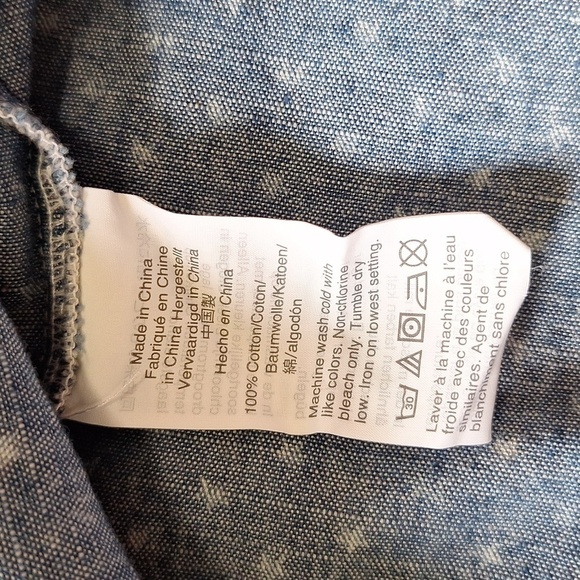 Made in China
Fabriqué en Chine
in China Hergestellt
Vervaardigd in China
中国製
Hecho en China
100% Cotton/Coton/
Baumwolle/Katoen/
綿/algodón
Machine wash cold with
like colors. Non-chlorine
bleach only. Tumble dry
low. Iron on lowest setting.
30
Laver à la machine à l'eau
froide avec des couleurs
similaires. Agent de
blanchiment sans chlore